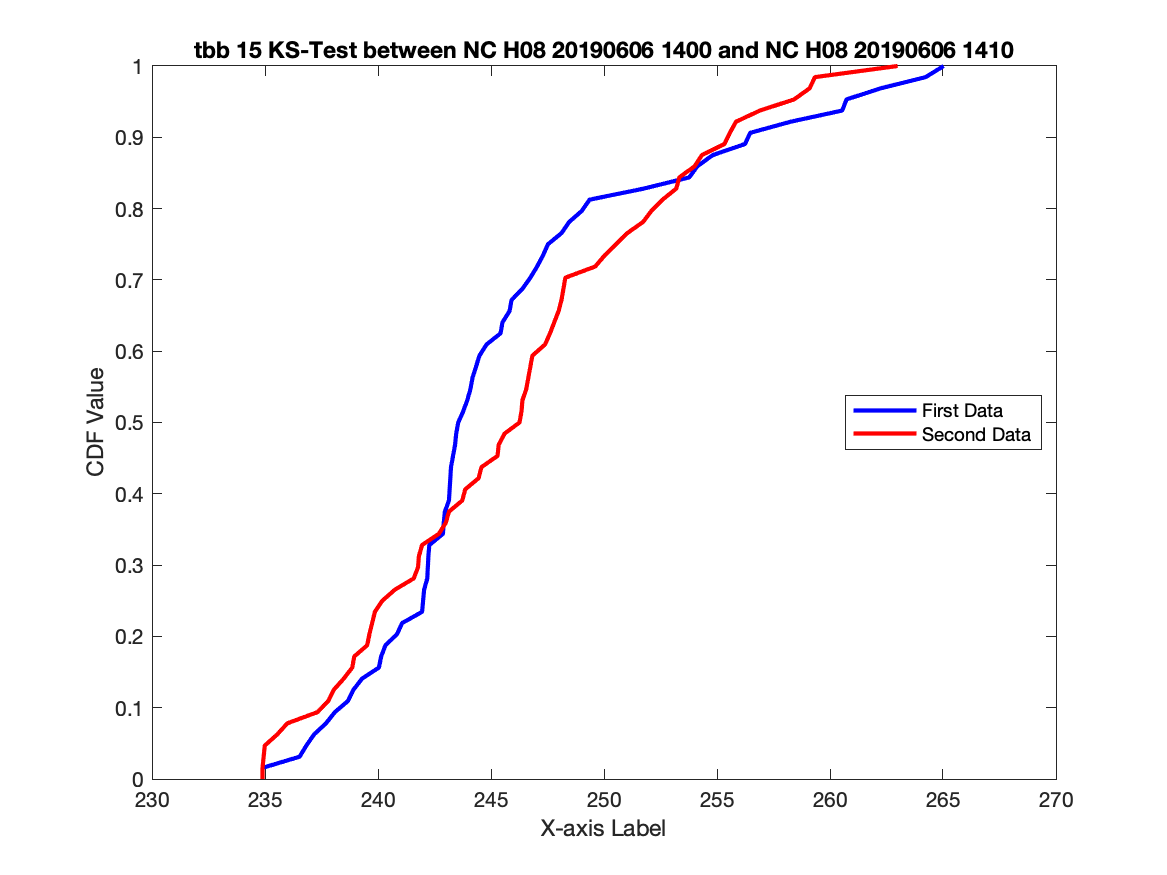 tbb 15 KS-Test between NC H08 20190606 1400 and NC H08 20190606 1410
1
0.9
0.8
0.7
0.6
0.5
0.4
0.3
0.2
0.1
0
CDF Value
First Data
Second Data
230 235 240 245 250 255 260 265 270
X-axis Label